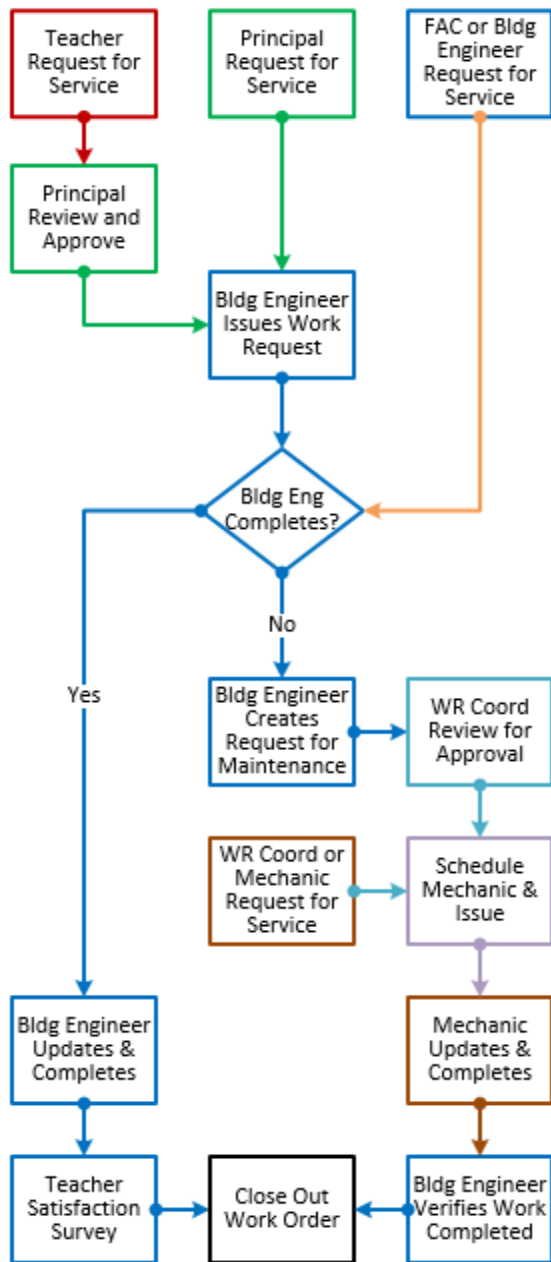 Teacher
Request for
Service
Principal
Request for
Service
FAC or Bldg
Engineer
Request for
Service
Principal
Review and
Approve
Bldg Engineer
Issues Work
Request
Bldg Eng
Completes?
No
Yes
Bldg Engineer
Creates
Request for
Maintenance
WR Coord
Review for
Approval
WR Coord or
Mechanic
Request for
Service
Schedule
Mechanic &
Issue
Bldg Engineer
Updates &
Completes
Mechanic
Updates &
Completes
Teacher
Satisfaction
Survey
Close Out
Work Order
Bldg Engineer
Verifies Work
Completed